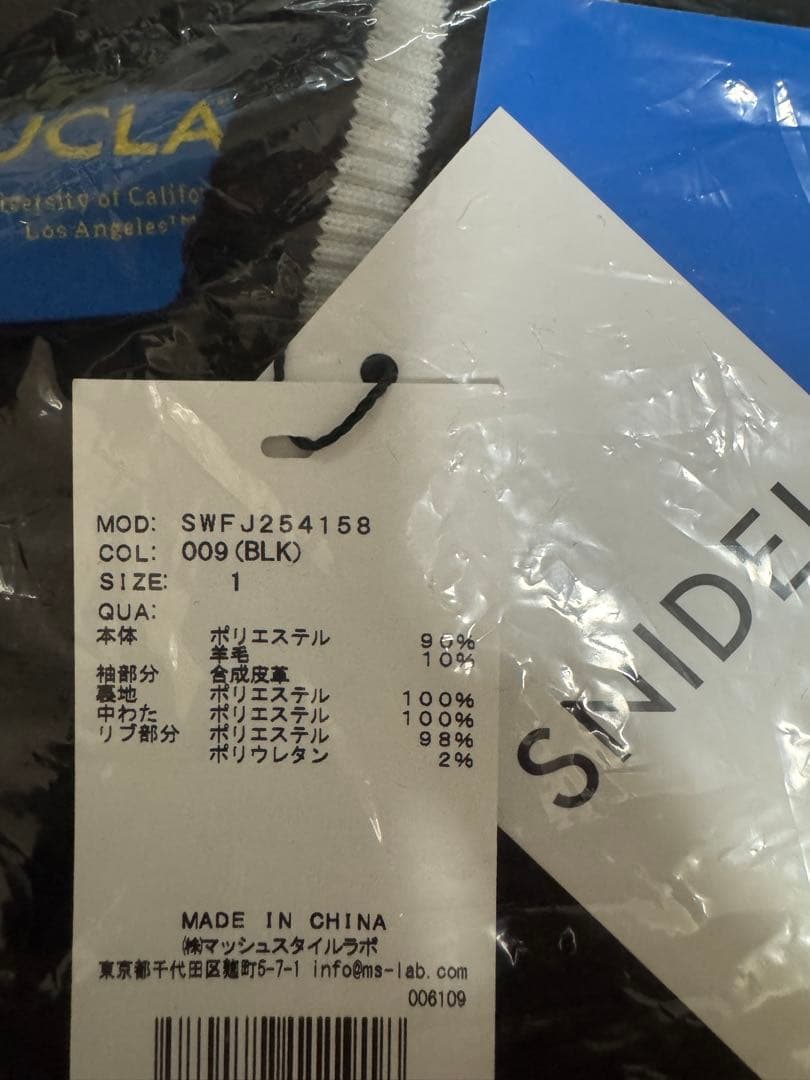 UCLA
University of Califo
Los Angeles™
SNIDEL
MOD: SWFJ254158
COL: 009(BLK)
SIZE: 1
QUA:
本体 ポリエステル 90%
羊毛 10%
袖部分 合成皮革
裏地 ポリエステル 100%
中わた ポリエステル 100%
リブ部分 ポリエステル 98%
ポリウレタン 2%
MADE IN CHINA
㈱マッシュスタイルラボ
東京都千代田区麹町5-7-1 info@ms-lab.com
006109